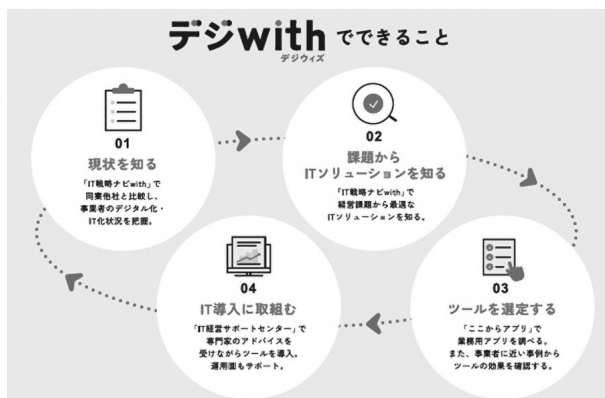 デジwith でできること
デジウィズ
01
現状を知る
「IT戦略ナビwith」で
同業他社と比較し、
事業者のデジタル化・
IT化状況を把握。
02
課題から
ITソリューションを知る
「IT戦略ナビwith」で
経営課題から最適な
ITソリューションを知る。
03
ツールを選定する
「ここからアプリ」で
業務用アプリを調べる。
また、事業者に近い事例から
ツールの効果を確認する。
04
IT導入に取組む
「IT経営サポートセンター」で
専門家のアドバイスを
受けながらツールを導入。
運用面もサポート。